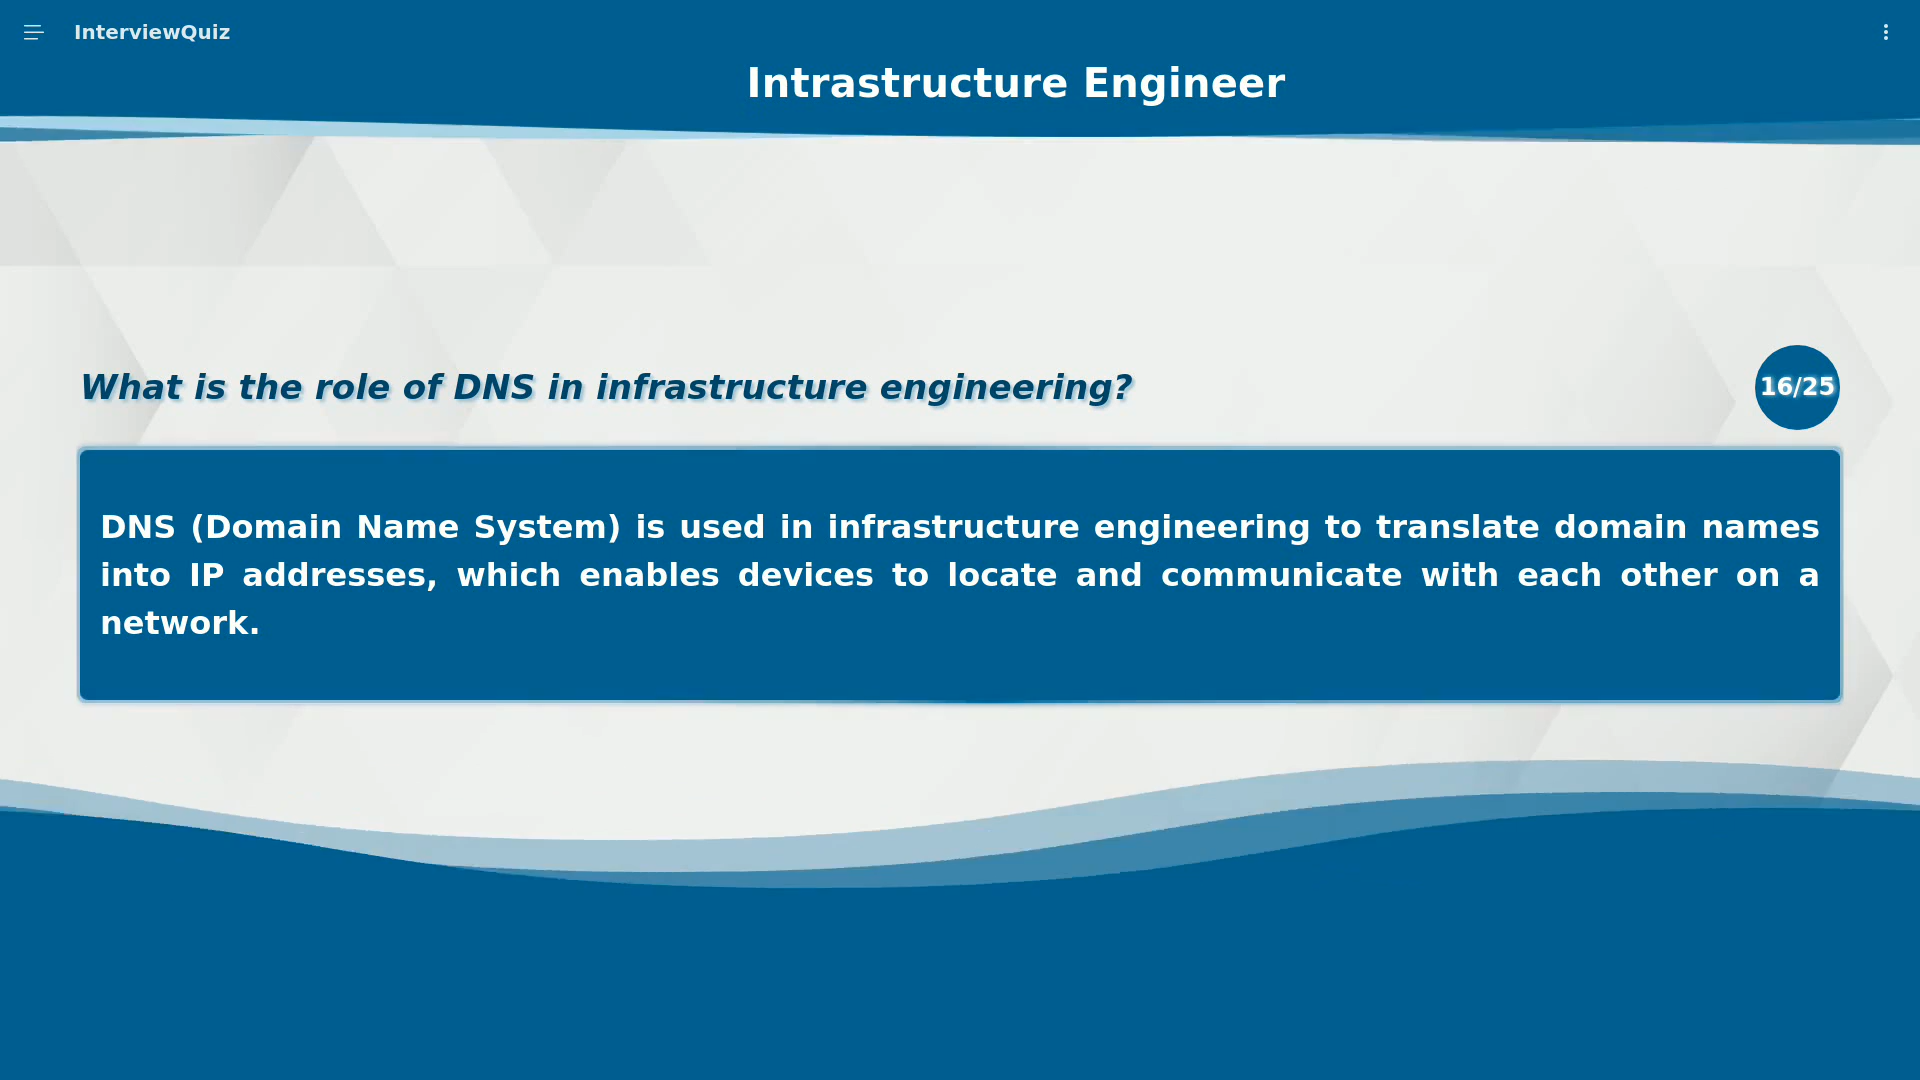 InterviewQuiz
Intrastructure Engineer
What is the role of DNS in infrastructure engineering?
16/25
DNS (Domain Name System) is used in infrastructure engineering to translate domain names
into IP addresses, which enables devices to locate and communicate with each other on a
network.